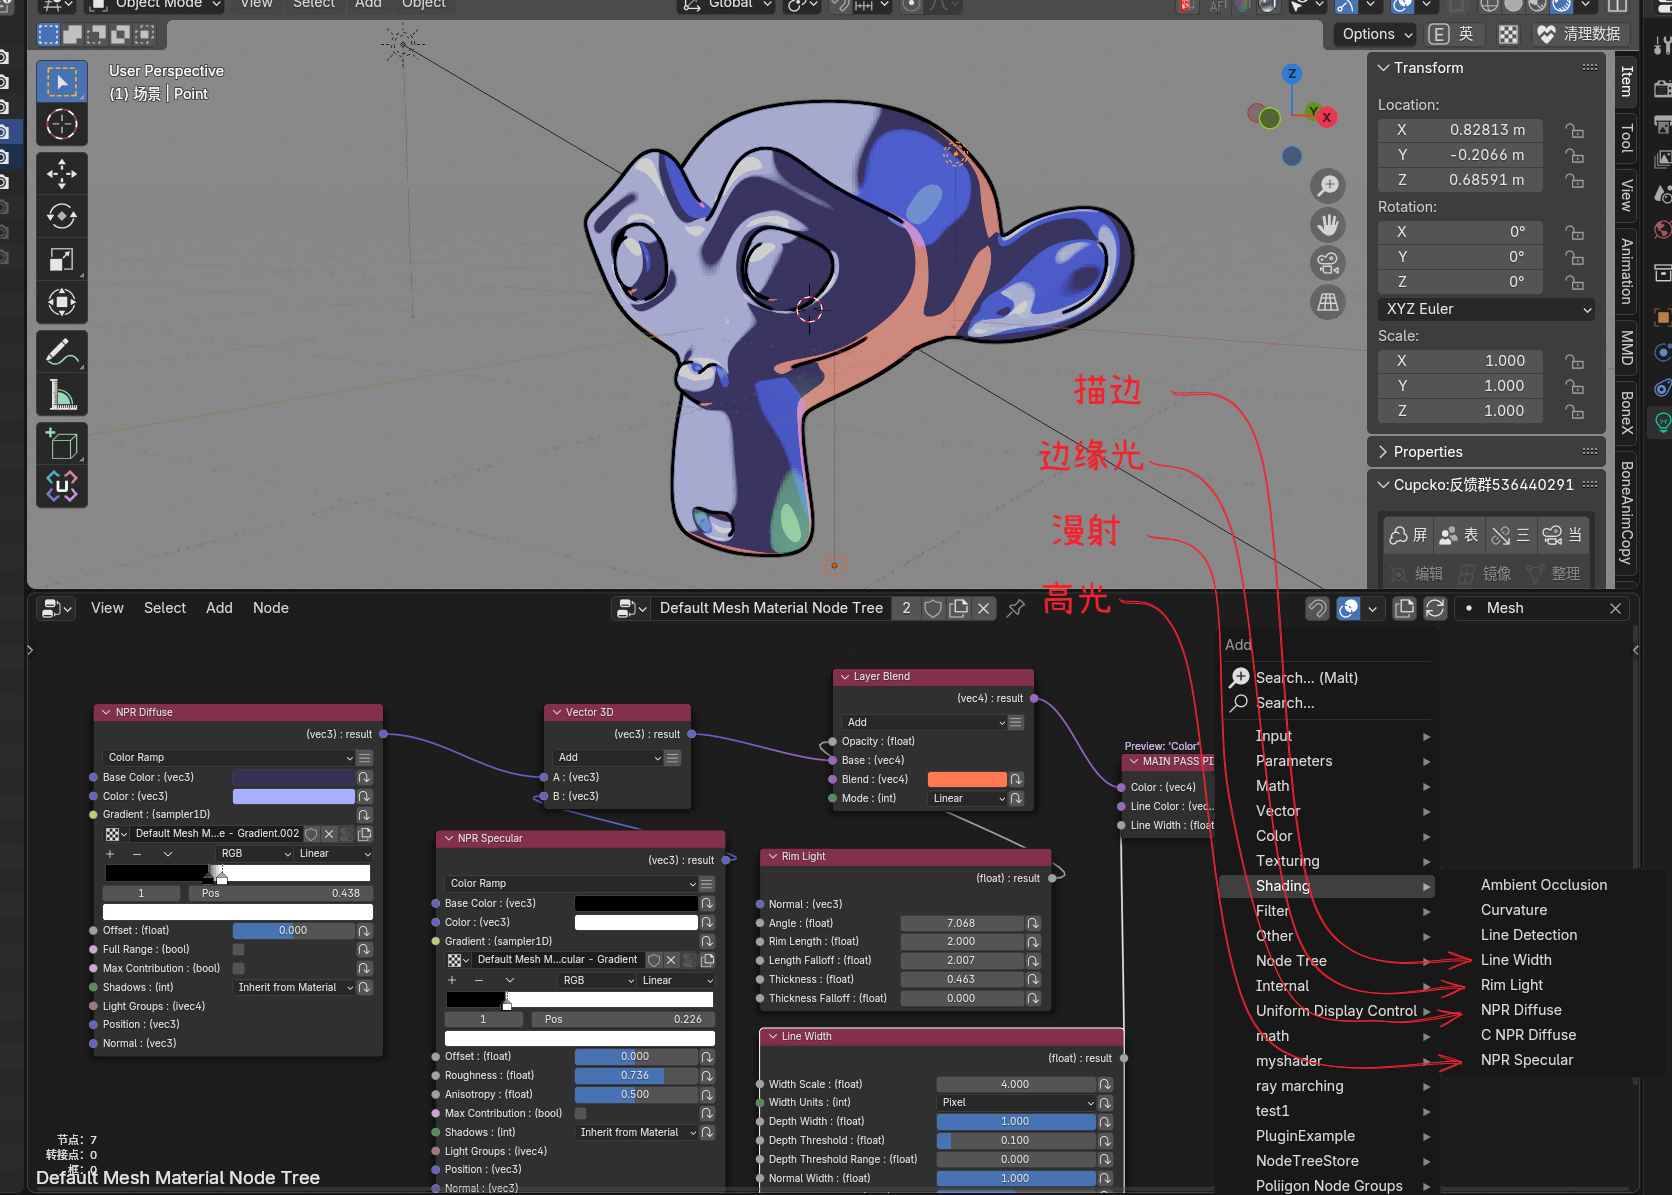 Object Mode View Select Add Object Global
Options E 英 清理数据
User Perspective
(1) 场景 | Point
Z
Y
X
Transform
Location:
X 0.82813 m
Y -0.2066 m
Z 0.68591 m
Rotation:
X 0°
Y 0°
Z 0°
XYZ Euler
Scale:
X 1.000
Y 1.000
Z 1.000
Properties
Cupcko:反馈群536440291
屏 表 三 当
编辑 镜像 整理
Item
Tool
View
Animation
MMD
BoneX
BoneAnimCopy
描边
边缘光
漫射
高光
View Select Add Node
Default Mesh Material Node Tree 2
Mesh
NPR Diffuse
(vec3) : result
Color Ramp
Base Color : (vec3)
Color : (vec3)
Gradient : (sampler1D)
Default Mesh M...e - Gradient.002
+ − RGB Linear
1 Pos 0.438
Offset : (float) 0.000
Full Range : (bool)
Max Contribution : (bool)
Shadows : (int) Inherit from Material
Light Groups : (ivec4)
Position : (vec3)
Normal : (vec3)
Vector 3D
(vec3) : result
Add
A : (vec3)
B : (vec3)
NPR Specular
(vec3) : result
Color Ramp
Base Color : (vec3)
Color : (vec3)
Gradient : (sampler1D)
Default Mesh M...cular - Gradient
+ − RGB Linear
1 Pos 0.226
Offset : (float) 0.000
Roughness : (float) 0.736
Anisotropy : (float) 0.500
Max Contribution : (bool)
Shadows : (int) Inherit from Material
Light Groups : (ivec4)
Position : (vec3)
Normal : (vec3)
Layer Blend
(vec4) : result
Add
Opacity : (float)
Base : (vec4)
Blend : (vec4)
Mode : (int) Linear
Rim Light
(float) : result
Normal : (vec3)
Angle : (float) 7.068
Rim Length : (float) 2.000
Length Falloff : (float) 2.007
Thickness : (float) 0.463
Thickness Falloff : (float) 0.000
Line Width
(float) : result
Width Scale : (float) 4.000
Width Units : (int) Pixel
Depth Width : (float) 1.000
Depth Threshold : (float) 0.100
Depth Threshold Range : (float) 0.000
Normal Width : (float) 1.000
Preview: 'Color'
MAIN PASS PI
Color : (vec4)
Line Color : (vec..
Line Width : (float
Add
Search... (Malt)
Search...
Input
Parameters
Math
Vector
Color
Texturing
Shading
Filter
Other
Node Tree
Internal
Uniform Display Control
math
myshader
ray marching
test1
PluginExample
NodeTreeStore
Poliigon Node Groups
Ambient Occlusion
Curvature
Line Detection
Line Width
Rim Light
NPR Diffuse
C NPR Diffuse
NPR Specular
节点: 7
转接点: 0
框: 0
Default Mesh Material Node Tree